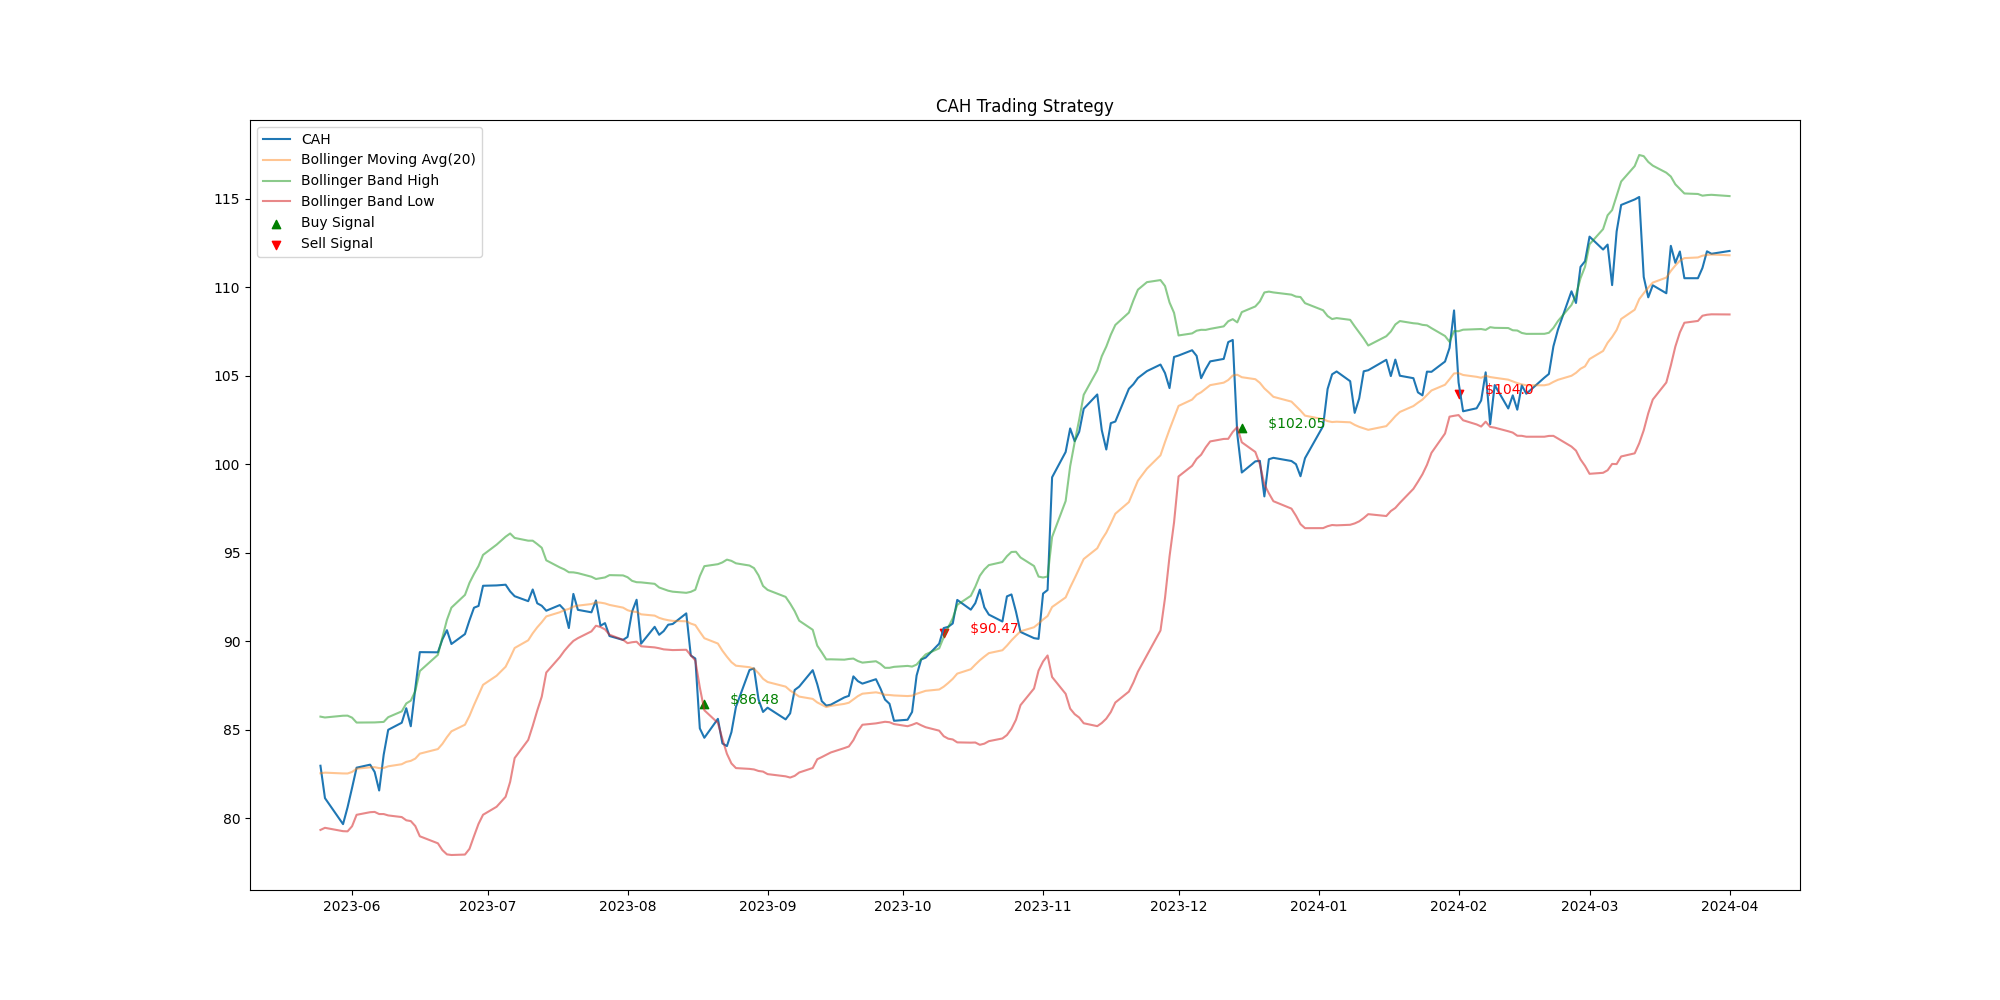 CAH Trading Strategy
CAH
Bollinger Moving Avg(20)
Bollinger Band High
Bollinger Band Low
Buy Signal
Sell Signal
115
110
105
100
95
90
85
80
$86.48
$90.47
$102.05
$104.0
2023-06 2023-07 2023-08 2023-09 2023-10 2023-11 2023-12 2024-01 2024-02 2024-03 2024-04